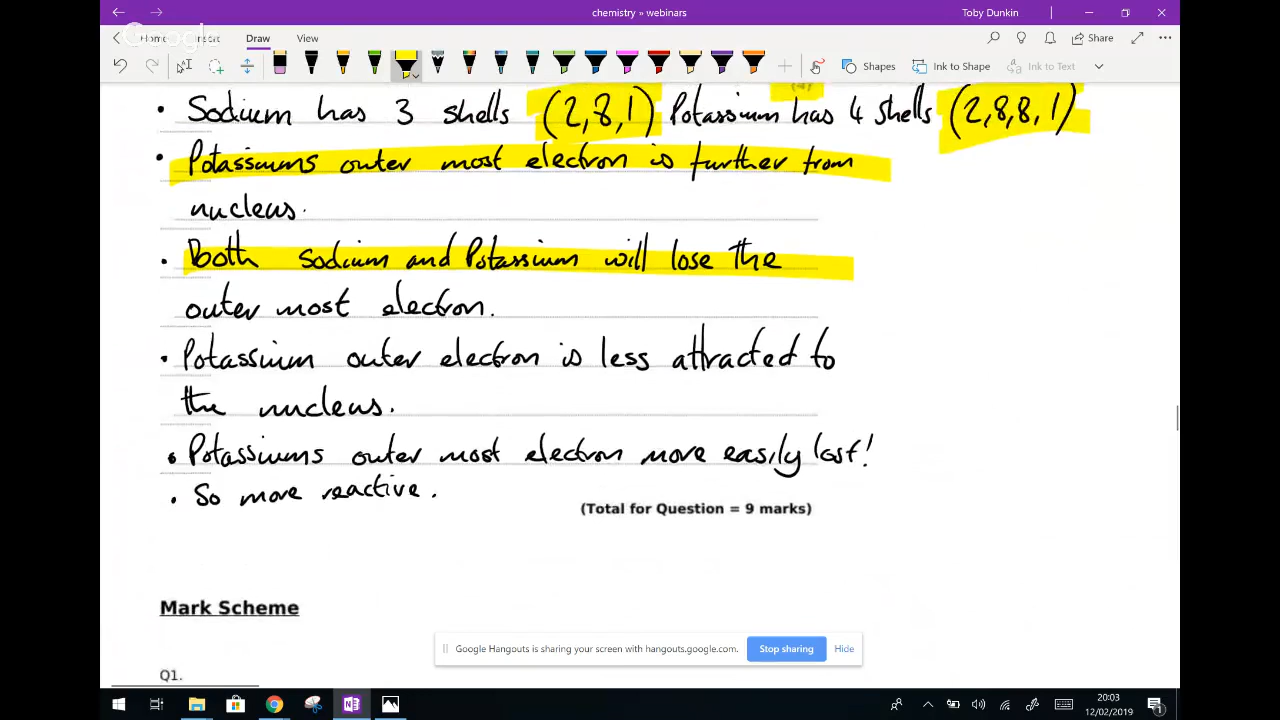 chemistry » webinars
Toby Dunkin
Google
Home Insert Draw View
Share
Shapes Ink to Shape Ink to Text
• Sodium has 3 shells (2,8,1) Potassium has 4 shells (2,8,8,1)
• Potassiums outer most electron is further from
nucleus.
• Both sodium and Potassium will lose the
outer most electron.
• Potassium outer electron is less attracted to
the nucleus.
• Potassiums outer most electron more easily lost!
• So more reactive.
(Total for Question = 9 marks)
Mark Scheme
Google Hangouts is sharing your screen with hangouts.google.com. Stop sharing Hide
Q1.
20:03
12/02/2019